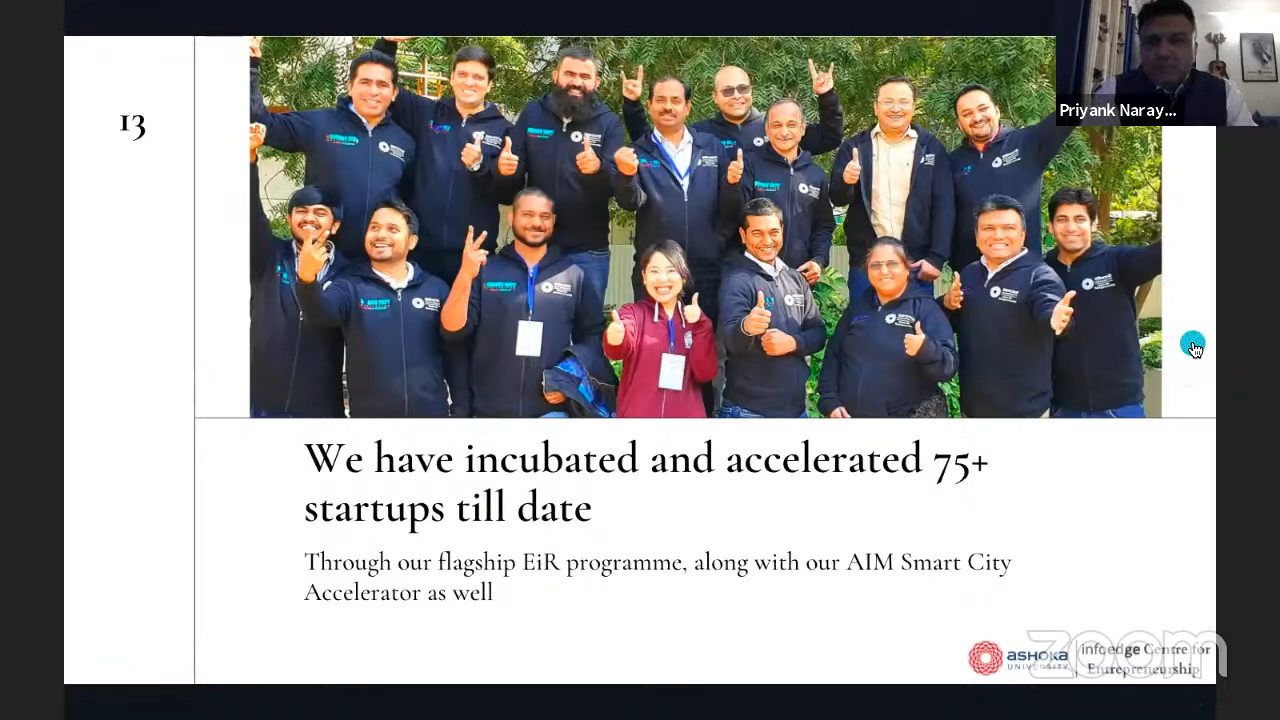 13
Priyank Naray...
We have incubated and accelerated 75+
startups till date
Through our flagship EiR programme, along with our AIM Smart City
Accelerator as well
ASHOKA
UNIVERSITY
infoedge Centre for
Entrepreneurship
zoom